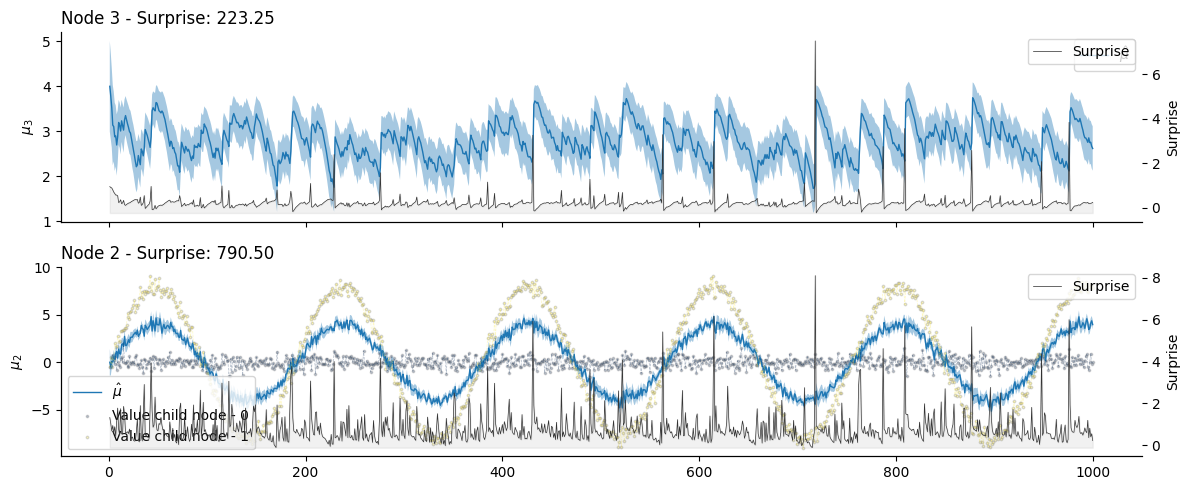 Node 3 - Surprise: 223.25
5
4
3
2
1
μ3
Surprise
6
4
2
0
Surprise
Node 2 - Surprise: 790.50
10
5
0
−5
μ2
μ̂
Value child node - 0
Value child node - 1
Surprise
8
6
4
2
0
Surprise
0
200
400
600
800
1000